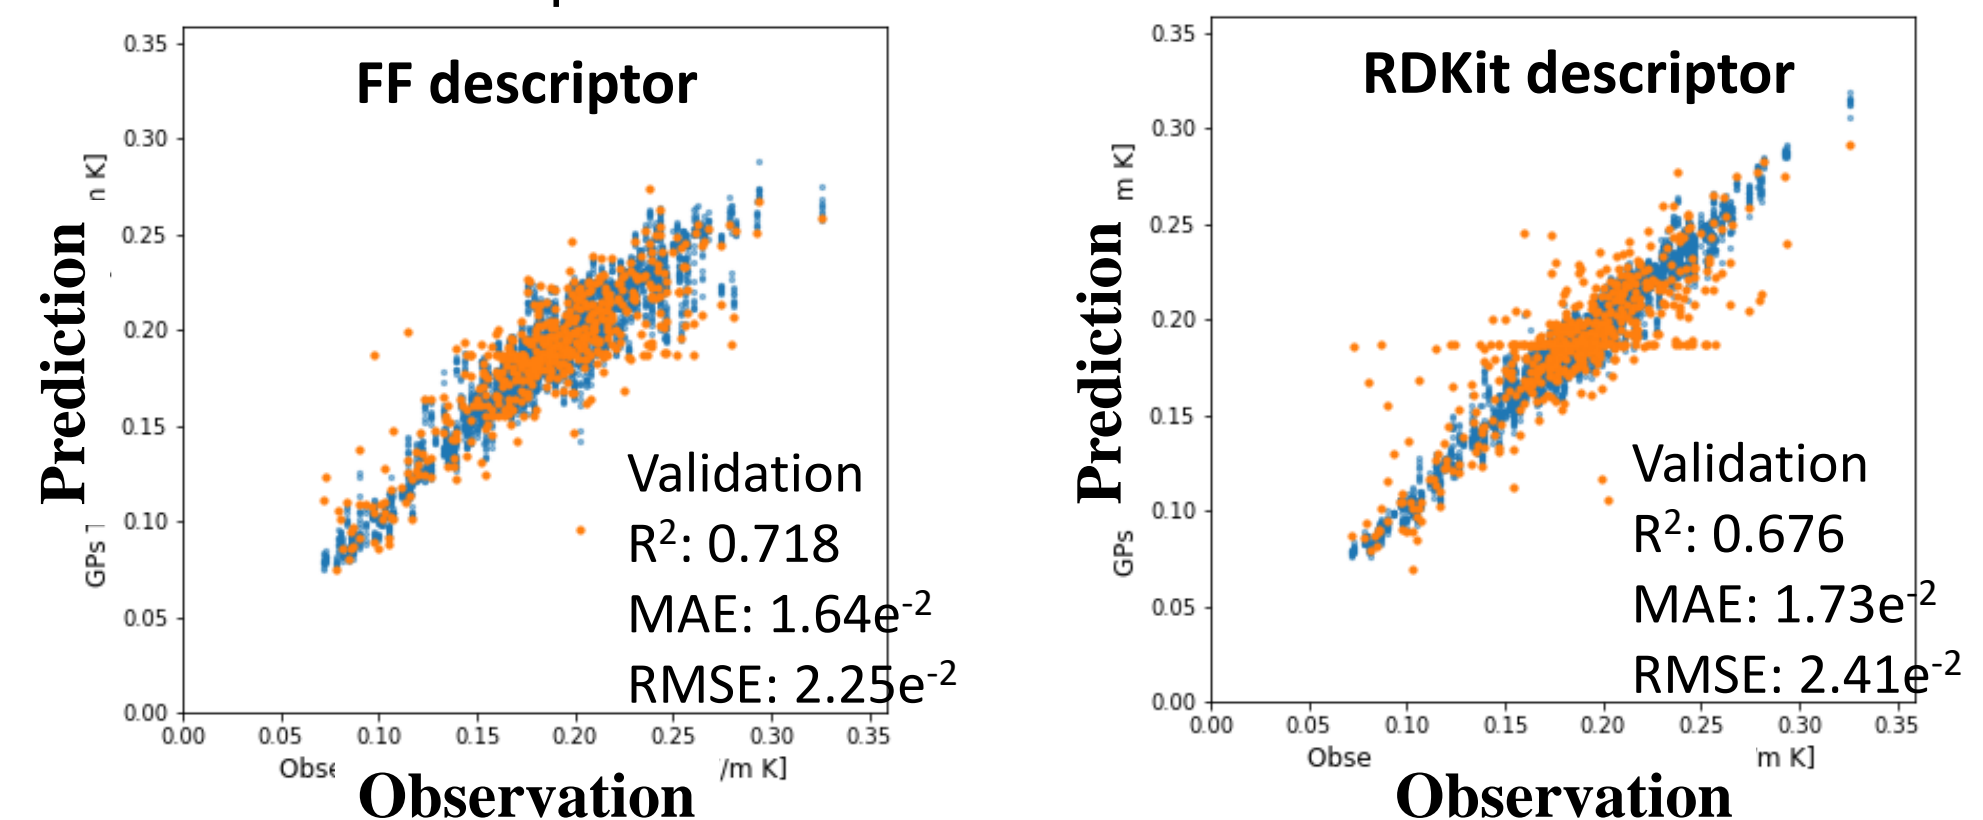 FF descriptor
0.35
0.30
0.25
0.20
0.15
0.10
0.05
0.00
n K]
Prediction
GPs
Validation
R²: 0.718
MAE: 1.64e⁻²
RMSE: 2.25e⁻²
0.00 0.05 0.10 0.15 0.20 0.25 0.30 0.35
Obse /m K]
Observation
RDKit descriptor
0.35
0.30
0.25
0.20
0.15
0.10
0.05
0.00
m K]
Prediction
GPs
Validation
R²: 0.676
MAE: 1.73e⁻²
RMSE: 2.41e⁻²
0.00 0.05 0.10 0.15 0.20 0.25 0.30 0.35
Obse m K]
Observation